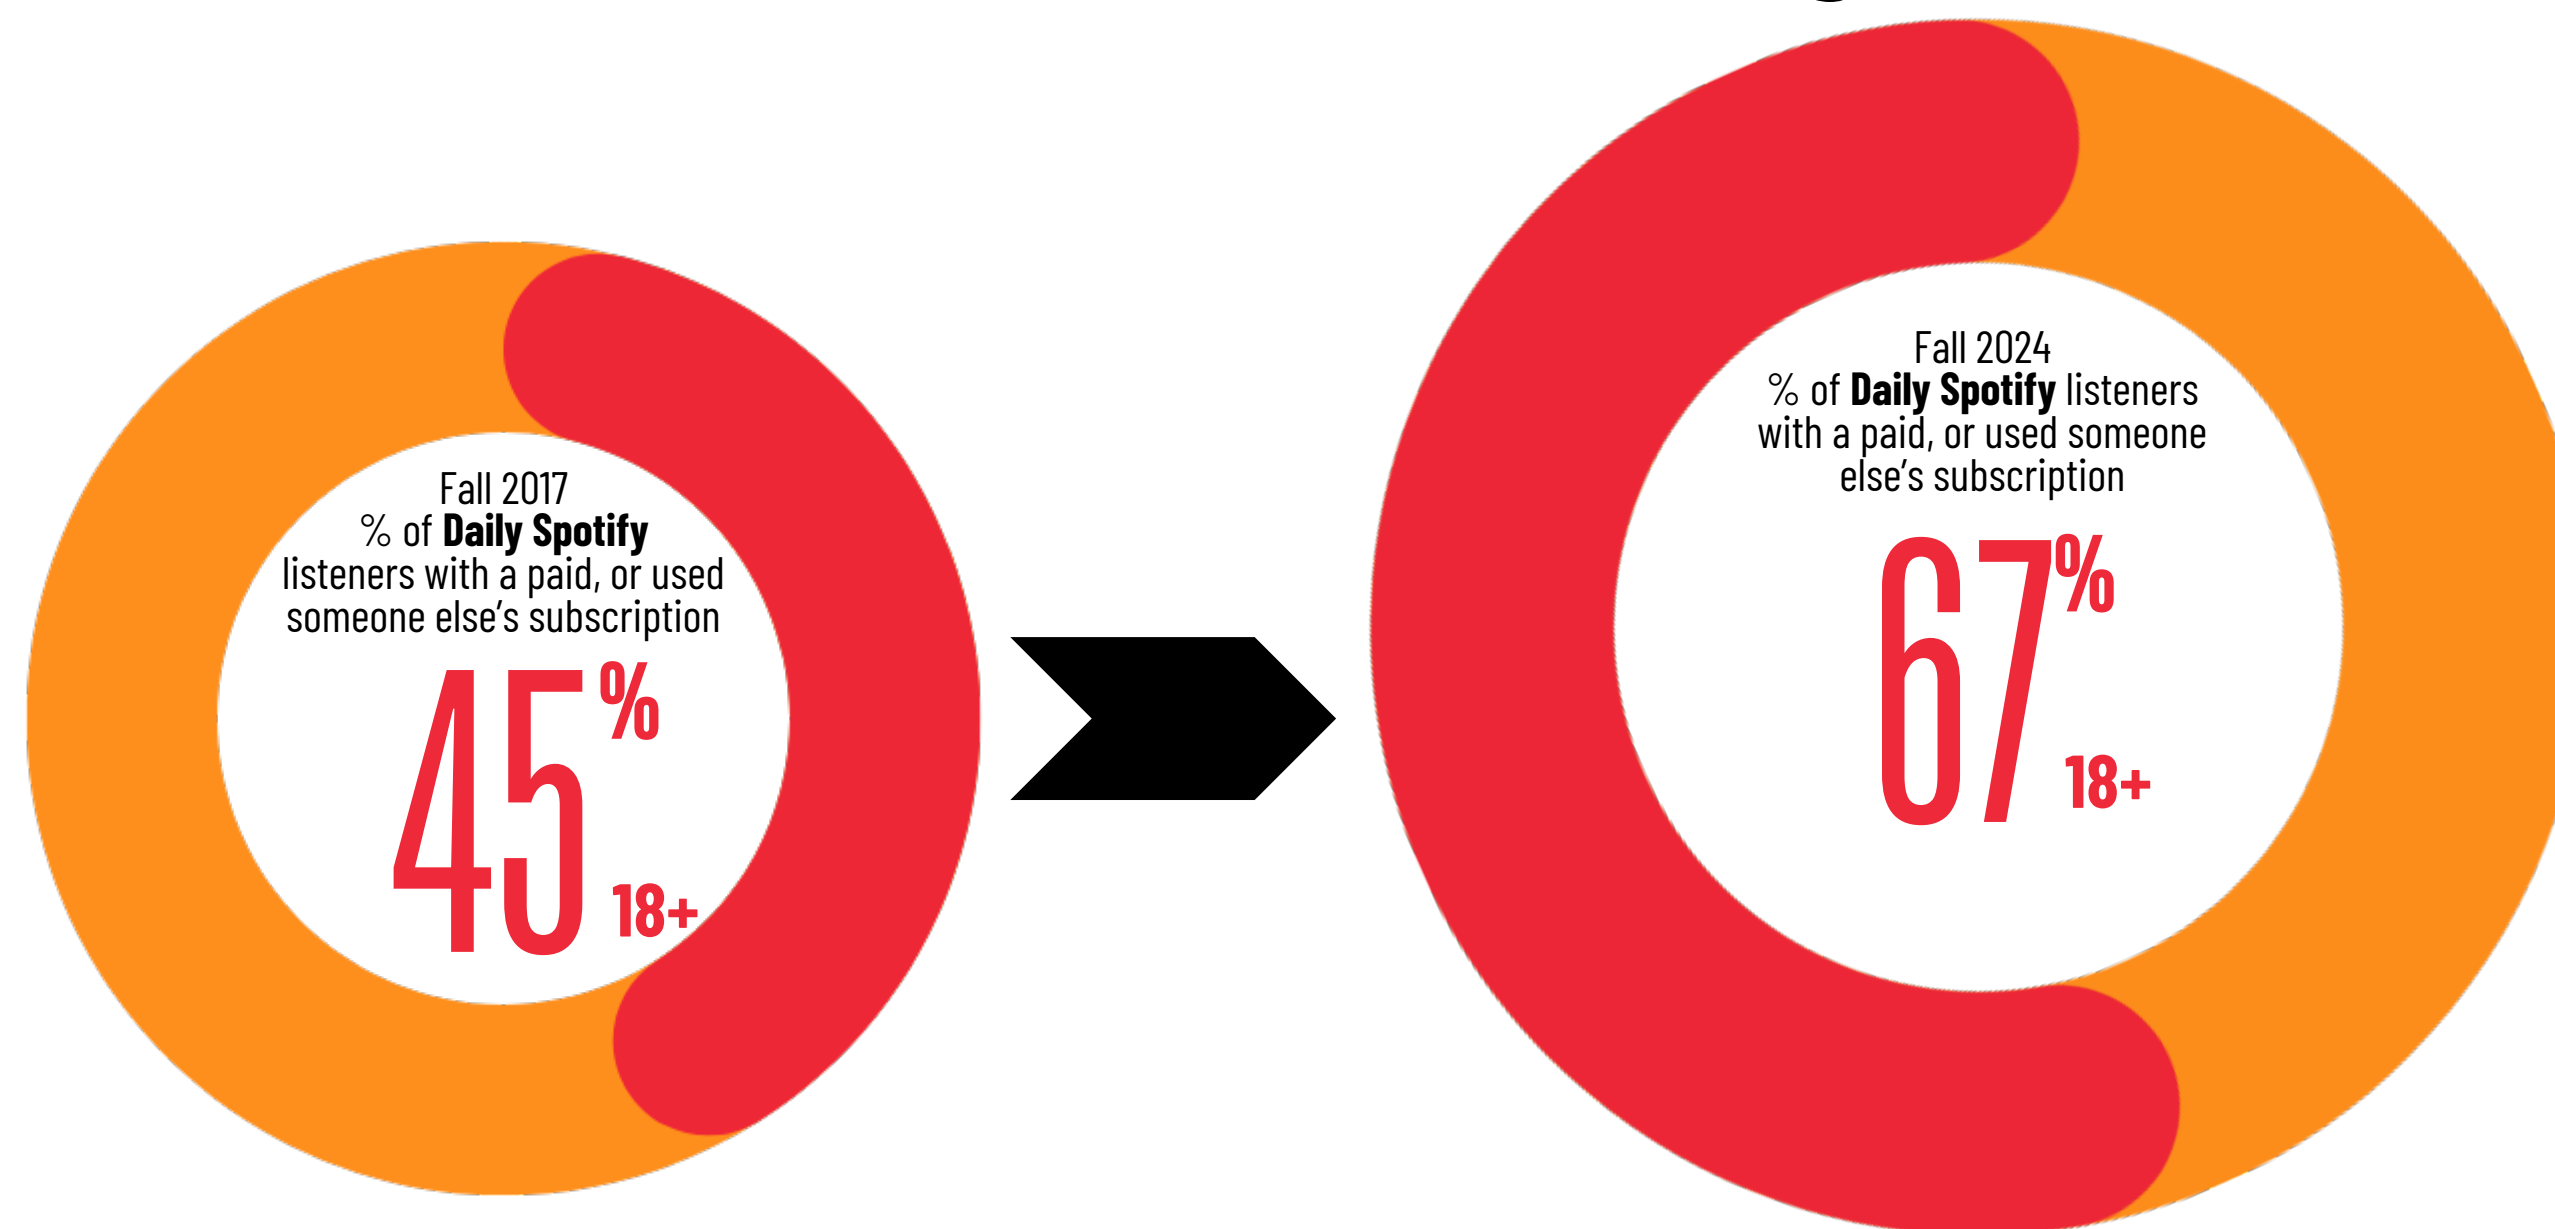 Fall 2017
% of Daily Spotify
listeners with a paid, or used
someone else's subscription
45%
18+
Fall 2024
% of Daily Spotify listeners
with a paid, or used someone
else's subscription
67%
18+